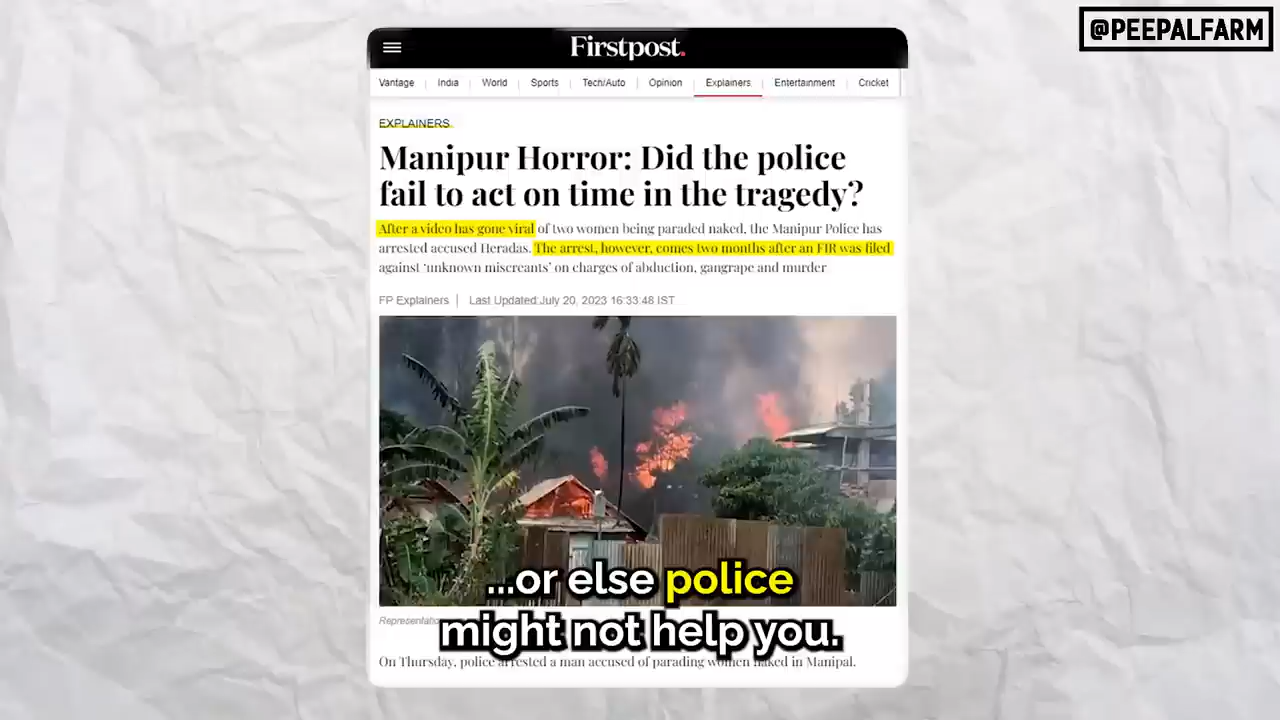 @PEEPALFARM
Firstpost.
Vantage India World Sports Tech/Auto Opinion Explainers Entertainment Cricket
EXPLAINERS
Manipur Horror: Did the police
fail to act on time in the tragedy?
After a video has gone viral of two women being paraded naked, the Manipur Police has
arrested accused Heradas. The arrest, however, comes two months after an FIR was filed
against ‘unknown miscreants’ on charges of abduction, gangrape and murder
FP Explainers | Last Updated:July 20, 2023 16:33:48 IST
...or else police
might not help you.
On Thursday, police arrested a man accused of parading women naked in Manipal.